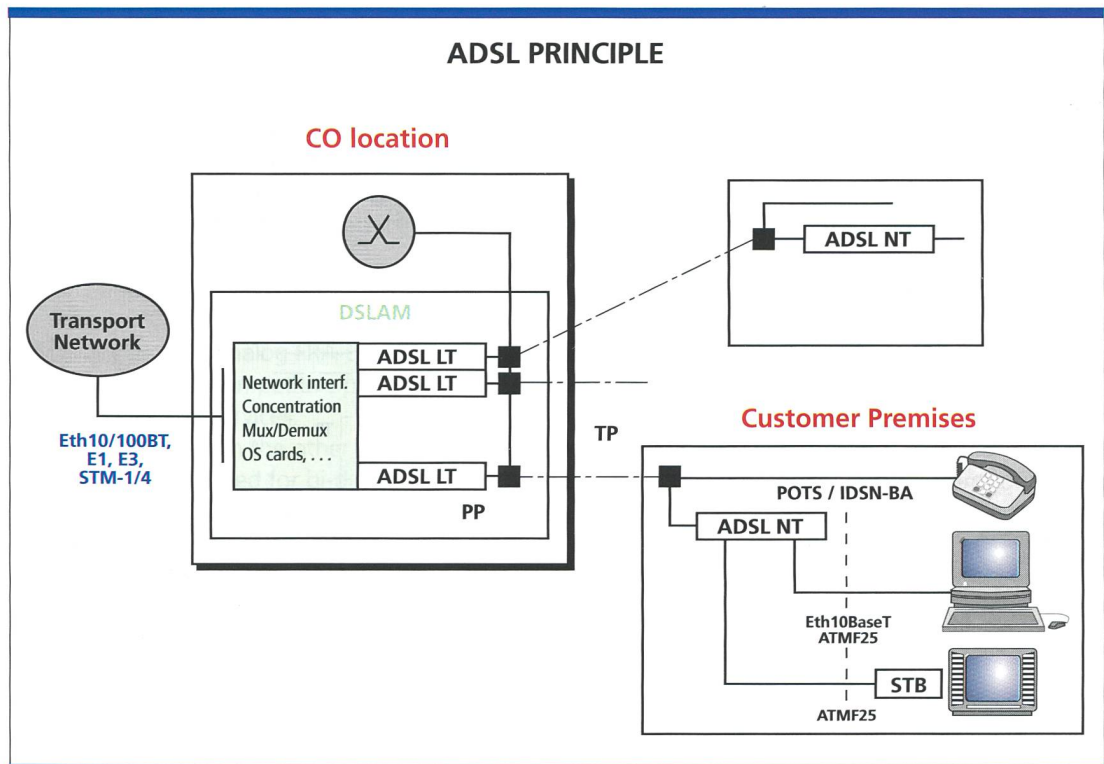 ADSL PRINCIPLE
CO location
DSLAM
Transport
Network
ADSL LT
ADSL LT
Network interf.
Concentration
Mux/Demux
OS cards, . . .
ADSL LT
PP
Eth10/100BT,
E1, E3,
STM-1/4
TP
ADSL NT
Customer Premises
POTS / IDSN-BA
ADSL NT
Eth10BaseT
ATMF25
STB
ATMF25